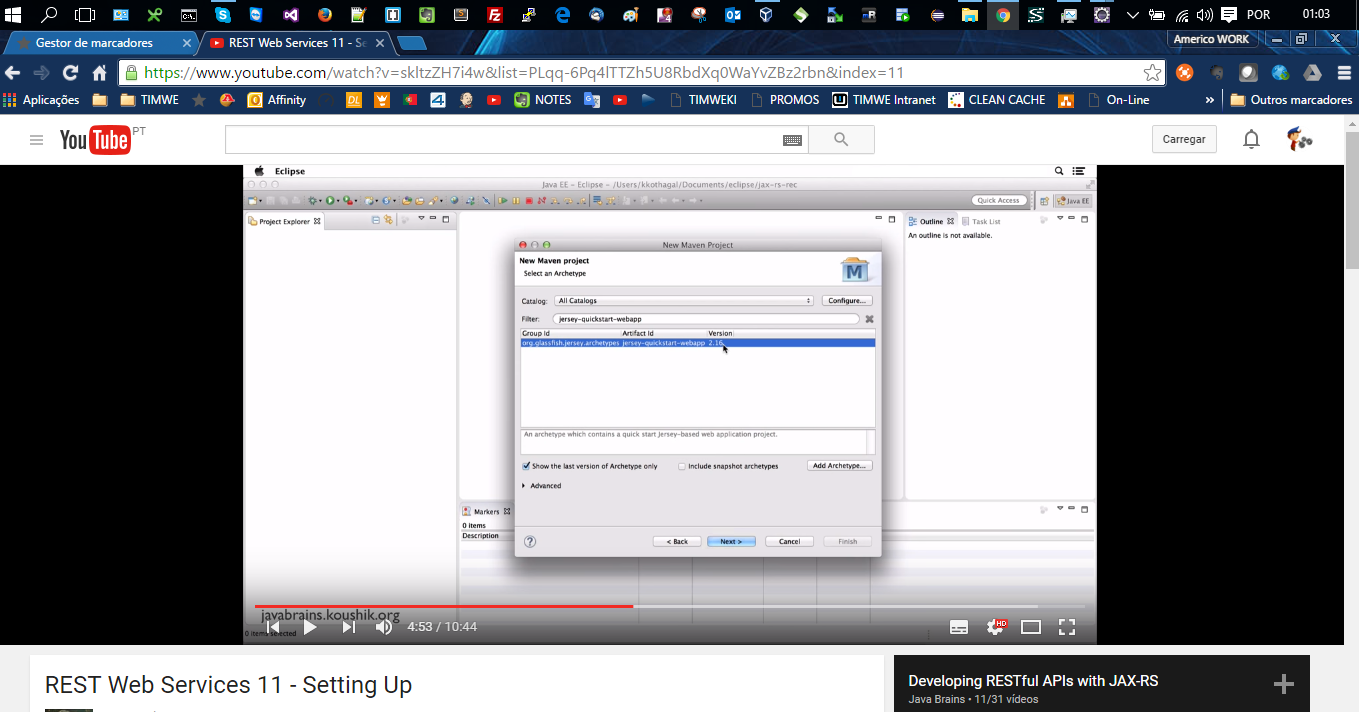 POR 01:03
Gestor de marcadores
REST Web Services 11 - Se
Americo WORK
https://www.youtube.com/watch?v=skltzZH7i4w&list=PLqq-6Pq4lTTZh5U8RbdXq0WaYvZBz2rbn&index=11
Aplicações TIMWE Affinity DL NOTES TIMWEKI PROMOS TIMWE Intranet CLEAN CACHE On-Line » Outros marcadores
YouTube PT
Carregar
Eclipse
Java EE - Eclipse - /Users/kkothagal/Documents/eclipse/jax-rs-rec
Quick Access Java EE
Project Explorer
Outline Task List
An outline is not available.
New Maven Project
New Maven project
Select an Archetype
M
Catalog: All Catalogs Configure...
Filter: jersey-quickstart-webapp
Group Id Artifact Id Version
org.glassfish.jersey.archetypes jersey-quickstart-webapp 2.16
An archetype which contains a quick start Jersey-based web application project.
Show the last version of Archetype only Include snapshot archetypes Add Archetype...
Advanced
Markers
0 items
Description
? < Back Next > Cancel Finish
javabrains.koushik.org
4:53 / 10:44
HD
0 items selected
REST Web Services 11 - Setting Up
Developing RESTful APIs with JAX-RS
Java Brains • 11/31 vídeos